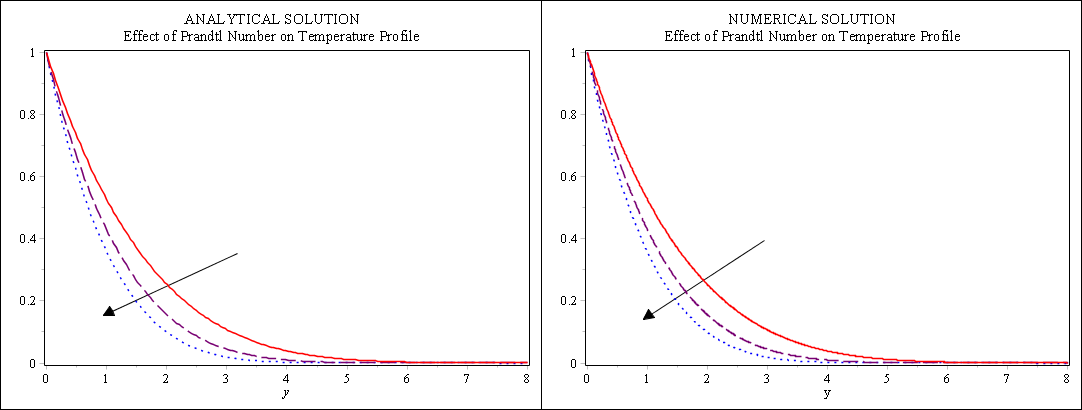 ANALYTICAL SOLUTION
Effect of Prandtl Number on Temperature Profile
1
0.8
0.6
0.4
0.2
0
0 1 2 3 4 5 6 7 8
y
NUMERICAL SOLUTION
Effect of Prandtl Number on Temperature Profile
1
0.8
0.6
0.4
0.2
0
0 1 2 3 4 5 6 7 8
y